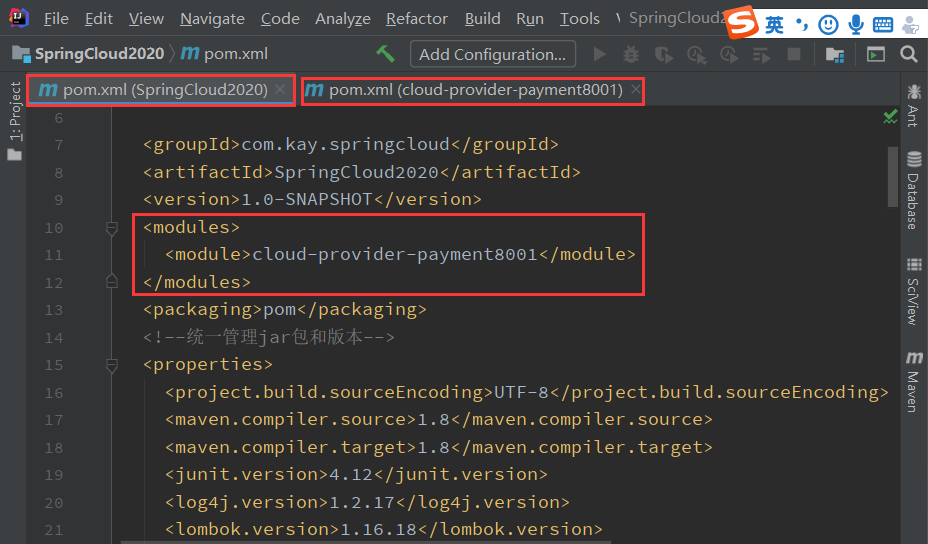 File Edit View Navigate Code Analyze Refactor Build Run Tools SpringCloud2 英
SpringCloud2020 m pom.xml Add Configuration...
m pom.xml (SpringCloud2020) m pom.xml (cloud-provider-payment8001)
1: Project
6
7 <groupId>com.kay.springcloud</groupId>
8 <artifactId>SpringCloud2020</artifactId>
9 <version>1.0-SNAPSHOT</version>
10 <modules>
11 <module>cloud-provider-payment8001</module>
12 </modules>
13 <packaging>pom</packaging>
14 <!--统一管理jar包和版本-->
15 <properties>
16 <project.build.sourceEncoding>UTF-8</project.build.sourceEncoding>
17 <maven.compiler.source>1.8</maven.compiler.source>
18 <maven.compiler.target>1.8</maven.compiler.target>
19 <junit.version>4.12</junit.version>
20 <log4j.version>1.2.17</log4j.version>
21 <lombok.version>1.16.18</lombok.version>
Ant
Database
SciView
m Maven